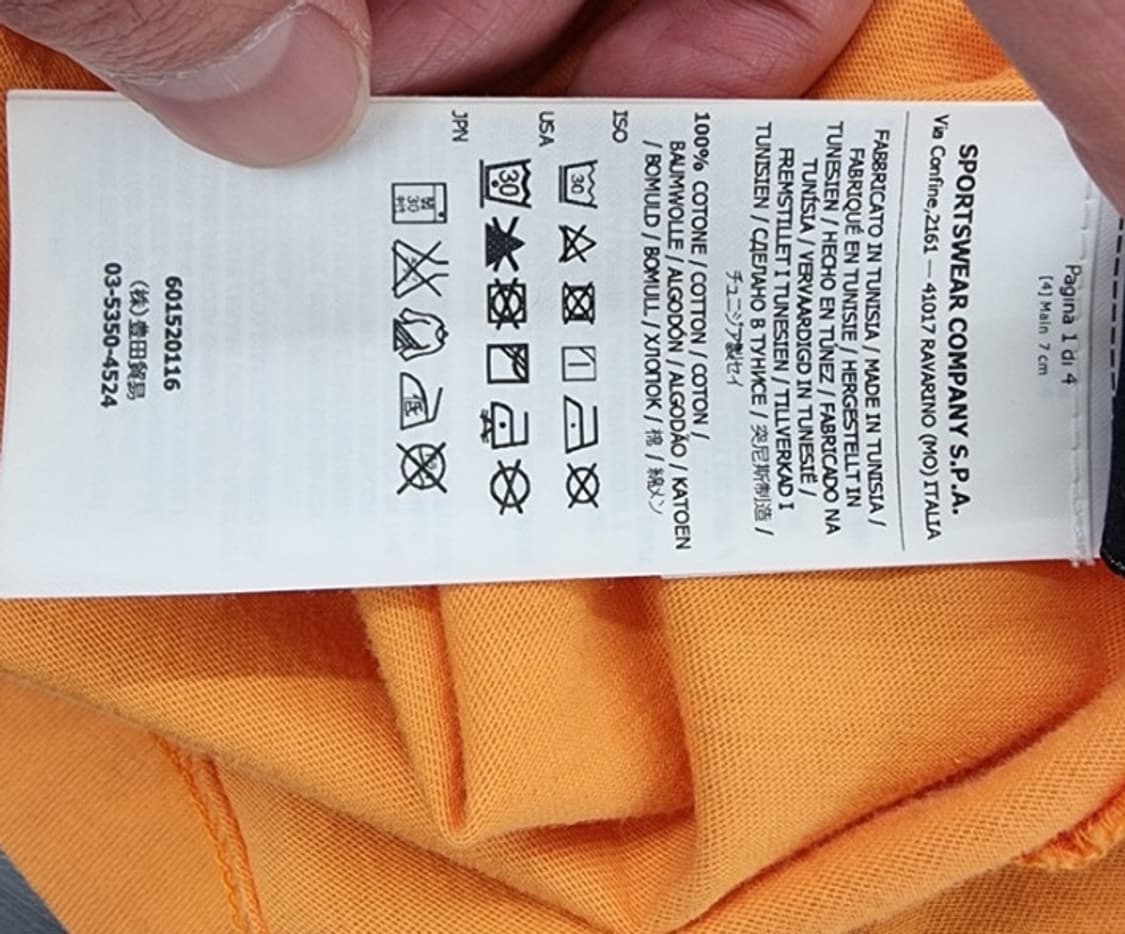 Pagina 1 di 4
[4] Main 7 cm
SPORTSWEAR COMPANY S.P.A.
Via Confine,2161 — 41017 RAVARINO (MO) ITALIA
FABBRICATO IN TUNISIA / MADE IN TUNISIA /
FABRIQUÉ EN TUNISIE / HERGESTELLT IN
TUNESIEN / HECHO EN TÚNEZ / FABRICADO NA
TUNÍSIA / VERVAARDIGD IN TUNESIË /
FREMSTILLET I TUNESIEN / TILLVERKAD I
TUNISIEN / СДЕЛАНО В ТУНИСЕ / 突尼斯制造 /
チュニジア製セイ
100% COTONE / COTTON / COTON /
BAUMWOLLE / ALGODÓN / ALGODÃO / KATOEN
/ BOMULD / BOMULL / ХЛОПОК / 棉 / 綿メン
ISO
30
USA
30
JPN
30
低
601520116
(株)豊田貿易
03-5350-4524